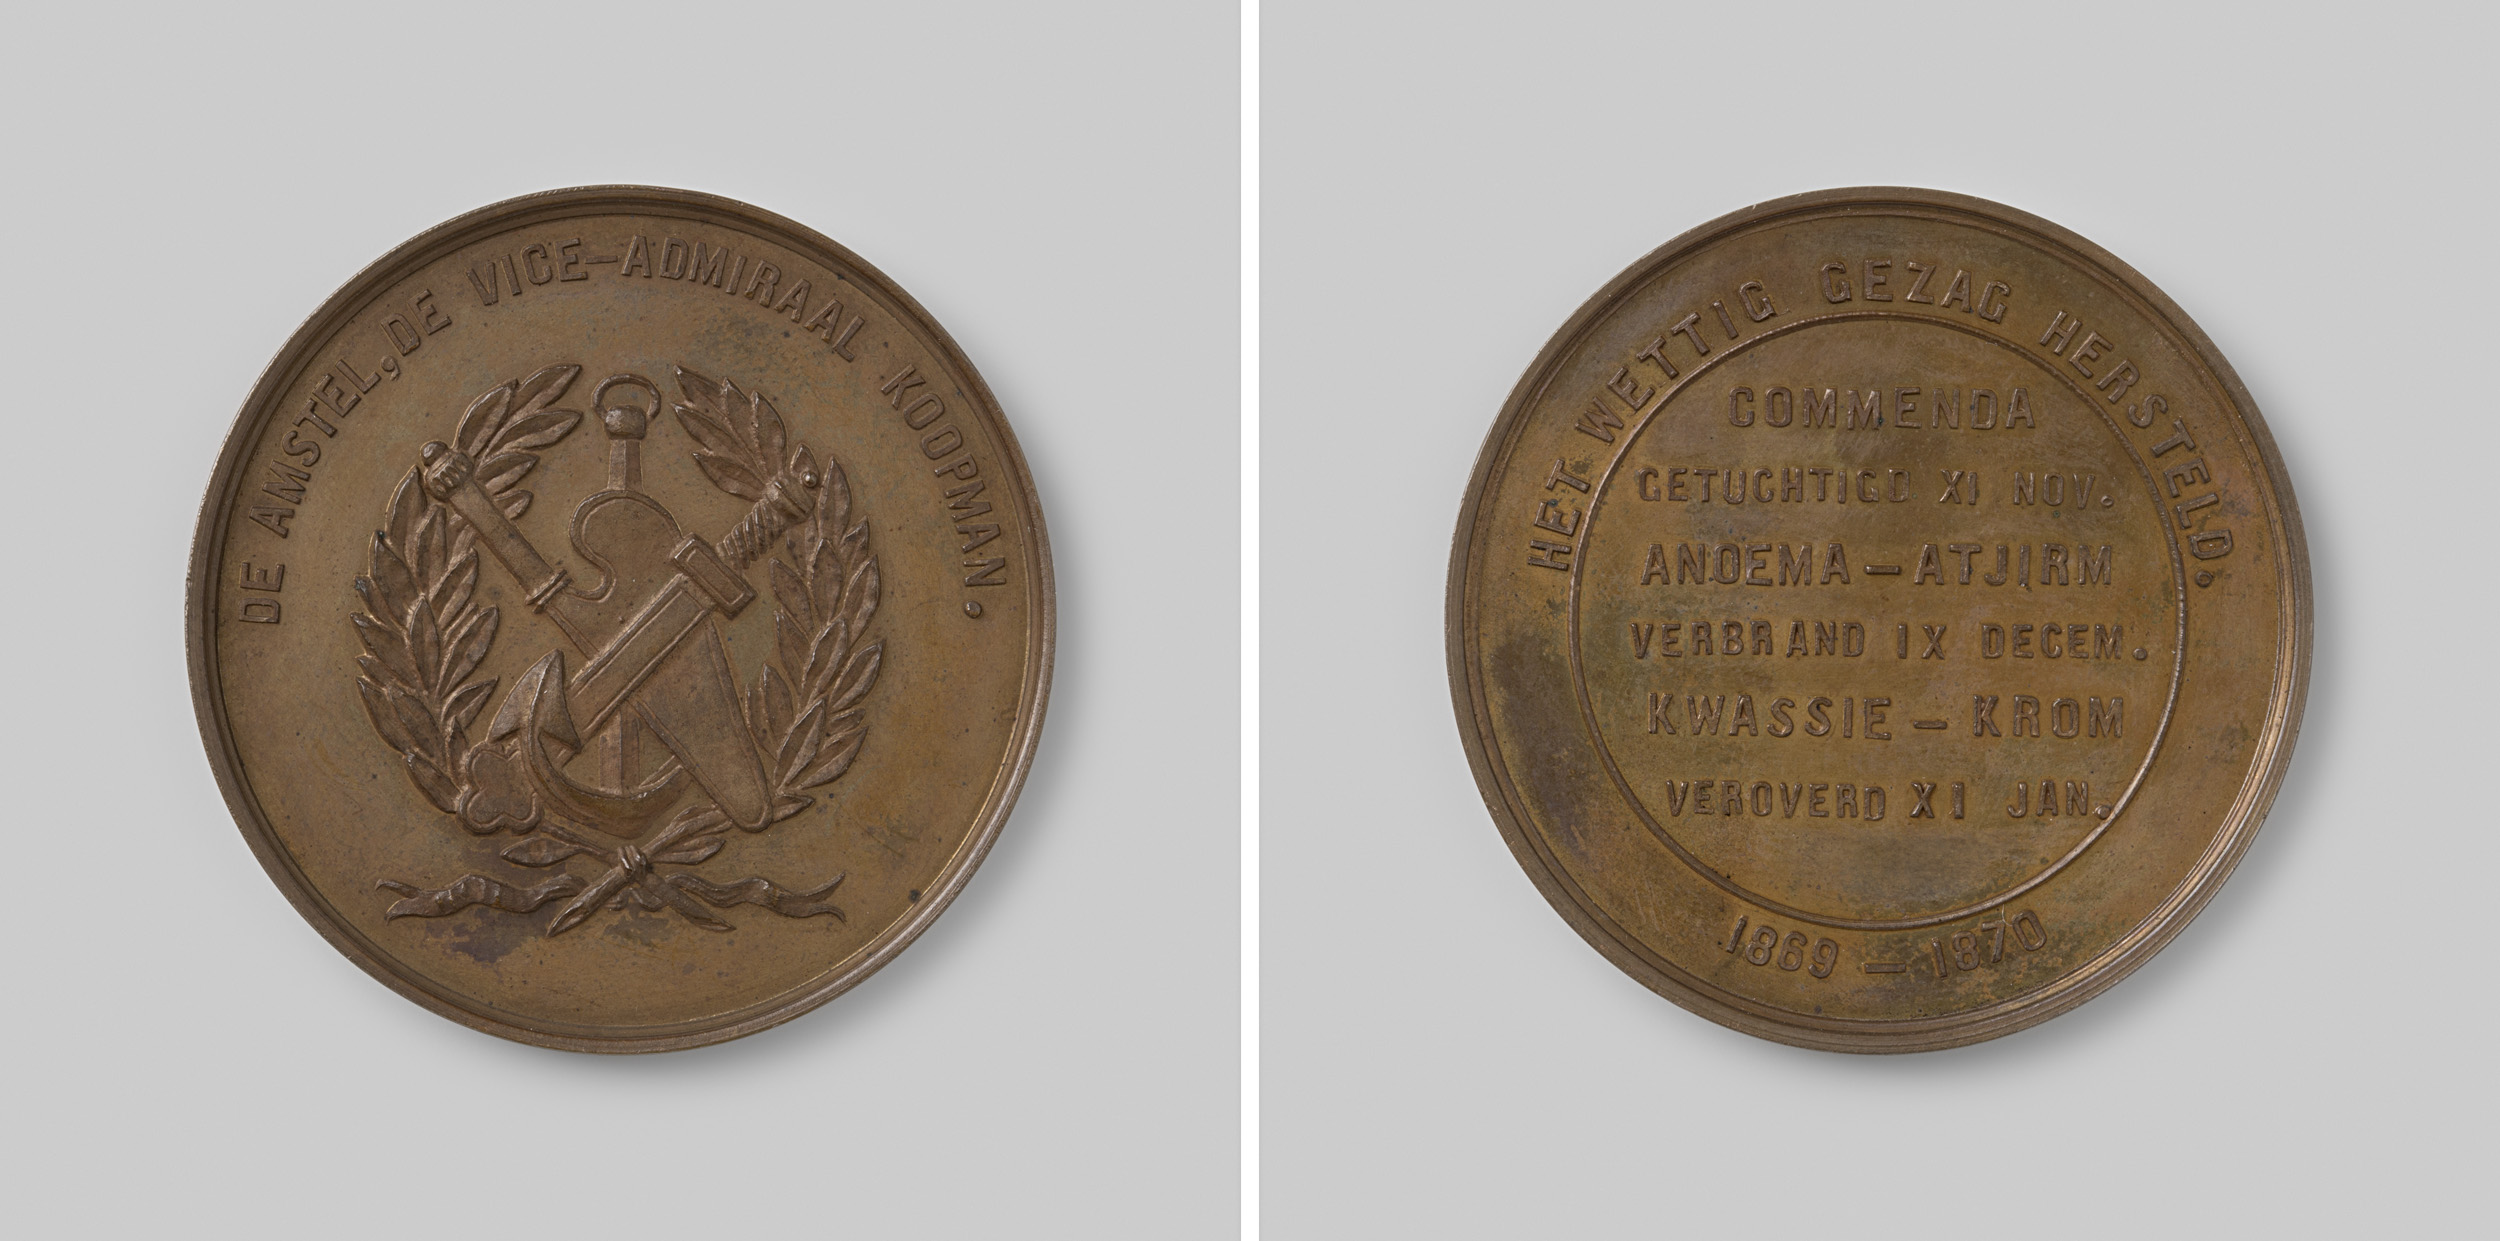 DE AMSTEL, DE VICE-ADMIRAAL KOOPMAN.
HET WETTIG GEZAG HERSTELD.
COMMENDA
GETUCHTIGD XI NOV.
ANOEMA-ATJIRM
VERBRAND IX DECEM.
KWASSIE-KROM
VEROVERD XI JAN.
1869-1870